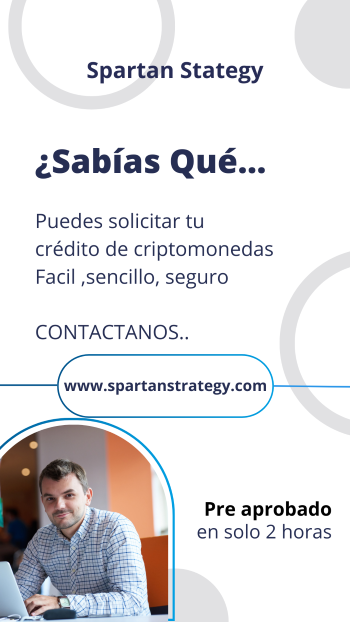 Spartan Stategy
¿Sabías Qué...
Puedes solicitar tu
crédito de criptomonedas
Facil ,sencillo, seguro
CONTACTANOS..
www.spartanstrategy.com
Pre aprobado
en solo 2 horas